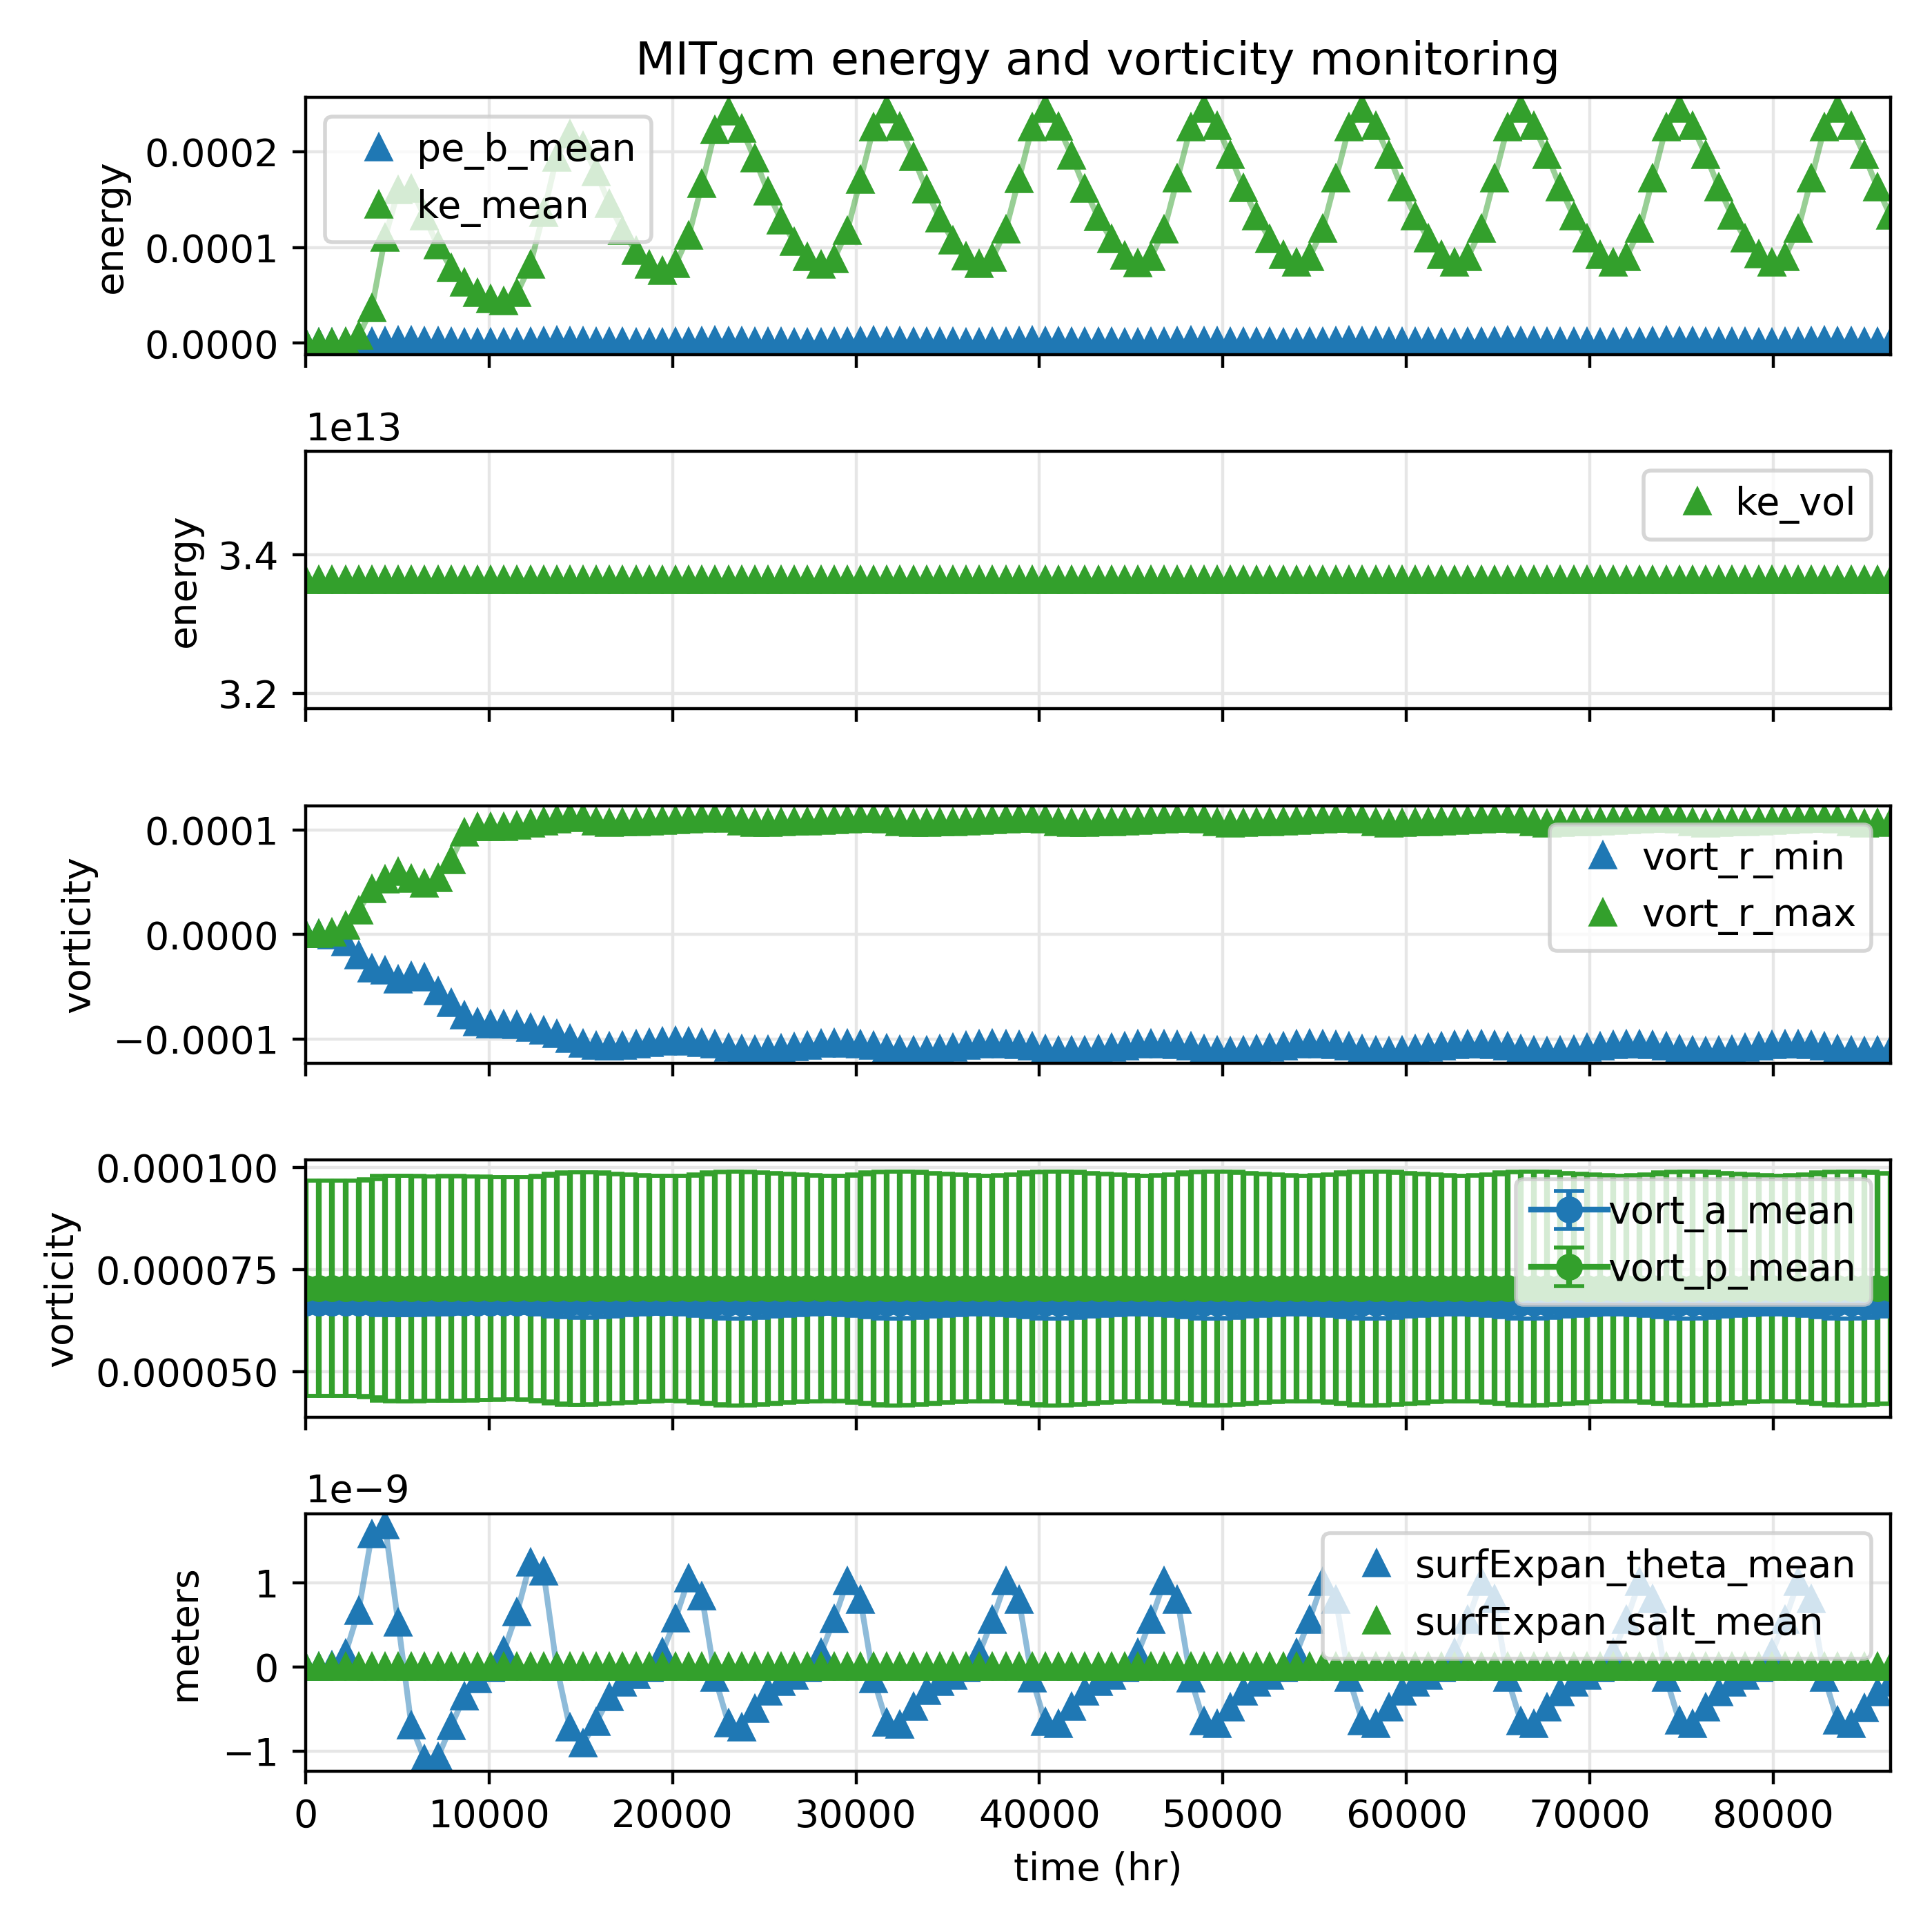 MITgcm energy and vorticity monitoring
energy
0.0002
0.0001
0.0000
pe_b_mean
ke_mean
1e13
energy
3.4
3.2
ke_vol
vorticity
0.0001
0.0000
−0.0001
vort_r_min
vort_r_max
vorticity
0.000100
0.000075
0.000050
vort_a_mean
vort_p_mean
1e−9
meters
1
0
−1
surfExpan_theta_mean
surfExpan_salt_mean
0 10000 20000 30000 40000 50000 60000 70000 80000
time (hr)